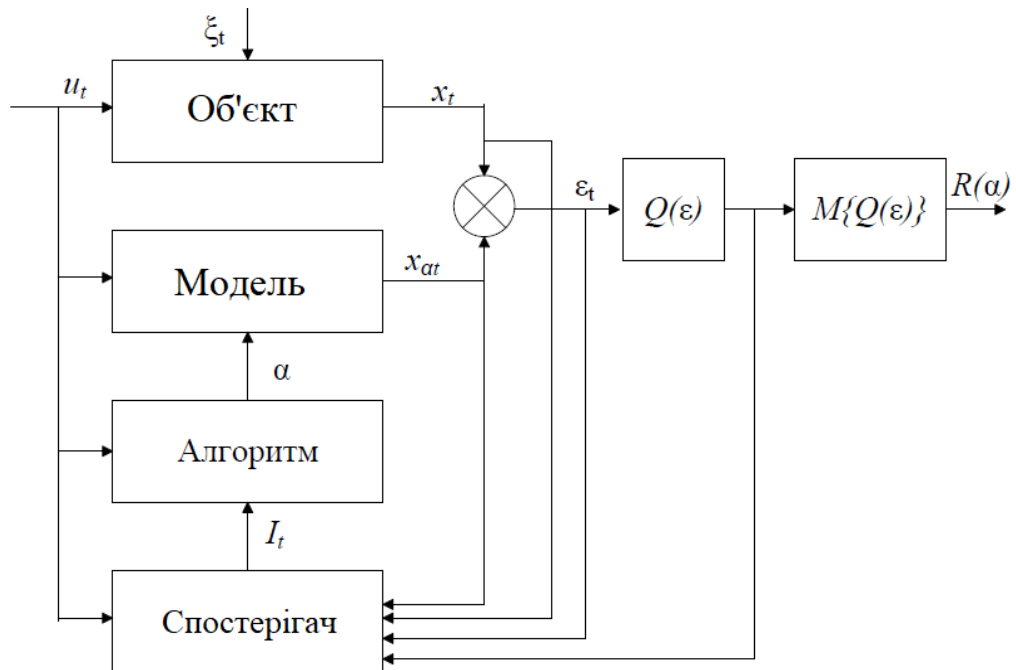 ξt
ut
Об'єкт
xt
εt
Q(ε)
M{Q(ε)}
R(α)
Модель
xαt
α
Алгоритм
It
Спостерігач